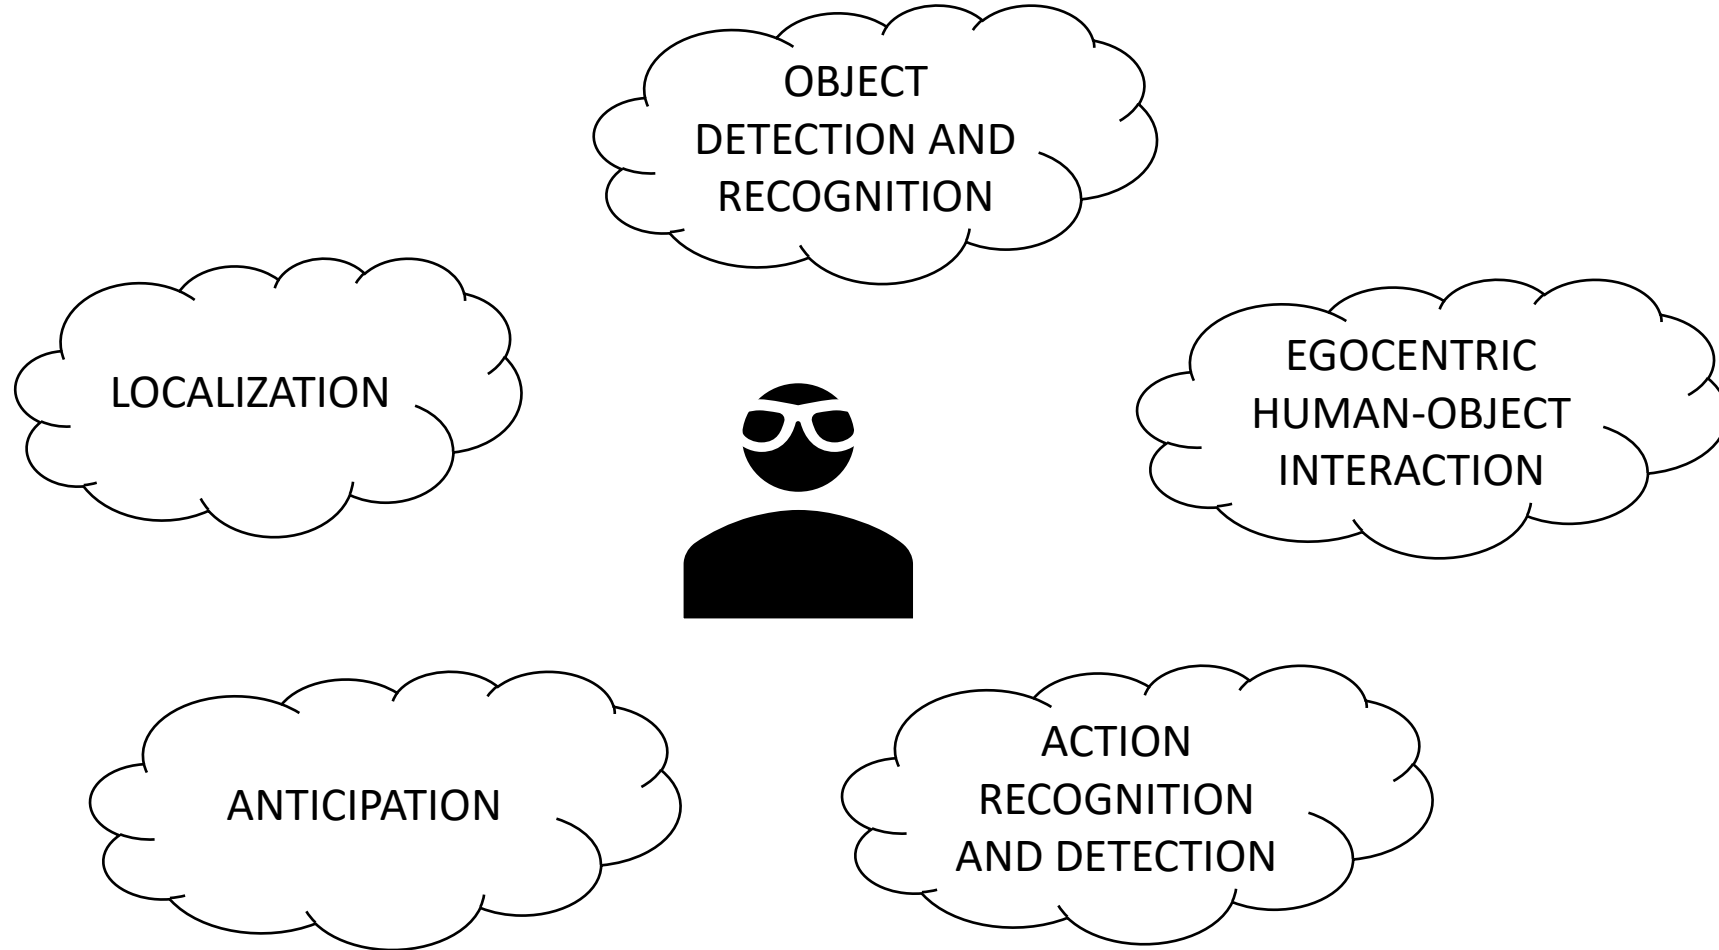 OBJECT
DETECTION AND
RECOGNITION
LOCALIZATION
EGOCENTRIC
HUMAN-OBJECT
INTERACTION
ANTICIPATION
ACTION
RECOGNITION
AND DETECTION